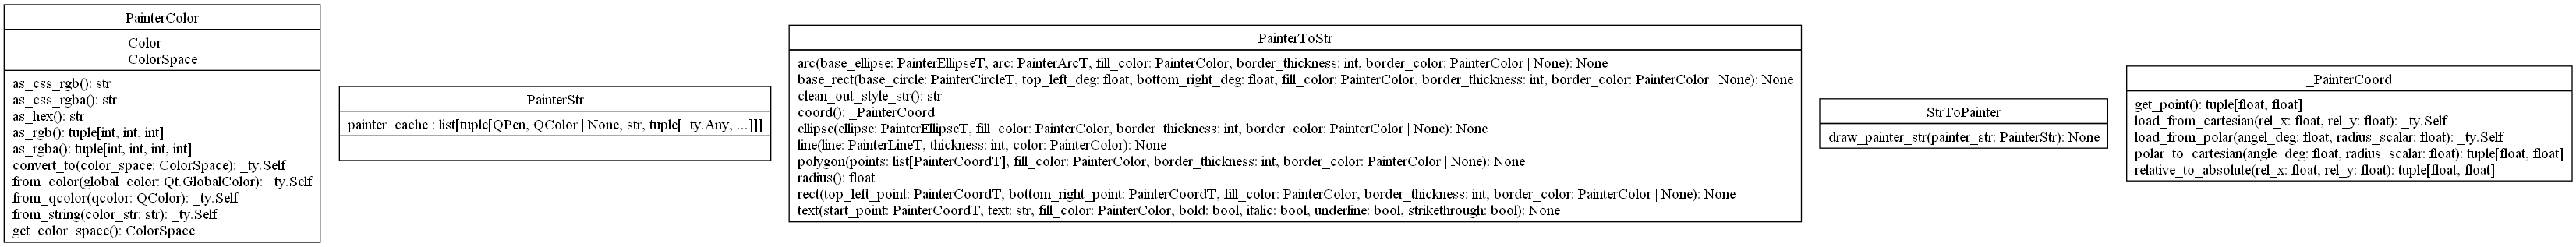 PainterColor
Color
ColorSpace
as_css_rgb(): str
as_css_rgba(): str
as_hex(): str
as_rgb(): tuple[int, int, int]
as_rgba(): tuple[int, int, int, int]
convert_to(color_space: ColorSpace): _ty.Self
from_color(global_color: Qt.GlobalColor): _ty.Self
from_qcolor(qcolor: QColor): _ty.Self
from_string(color_str: str): _ty.Self
get_color_space(): ColorSpace
PainterStr
painter_cache : list[tuple[QPen, QColor | None, str, tuple[_ty.Any, ...]]]
PainterToStr
arc(base_ellipse: PainterEllipseT, arc: PainterArcT, fill_color: PainterColor, border_thickness: int, border_color: PainterColor | None): None
base_rect(base_circle: PainterCircleT, top_left_deg: float, bottom_right_deg: float, fill_color: PainterColor, border_thickness: int, border_color: PainterColor | None): None
clean_out_style_str(): str
coord(): _PainterCoord
ellipse(ellipse: PainterEllipseT, fill_color: PainterColor, border_thickness: int, border_color: PainterColor | None): None
line(line: PainterLineT, thickness: int, color: PainterColor): None
polygon(points: list[PainterCoordT], fill_color: PainterColor, border_thickness: int, border_color: PainterColor | None): None
radius(): float
rect(top_left_point: PainterCoordT, bottom_right_point: PainterCoordT, fill_color: PainterColor, border_thickness: int, border_color: PainterColor | None): None
text(start_point: PainterCoordT, text: str, fill_color: PainterColor, bold: bool, italic: bool, underline: bool, strikethrough: bool): None
StrToPainter
draw_painter_str(painter_str: PainterStr): None
_PainterCoord
get_point(): tuple[float, float]
load_from_cartesian(rel_x: float, rel_y: float): _ty.Self
load_from_polar(angel_deg: float, radius_scalar: float): _ty.Self
polar_to_cartesian(angle_deg: float, radius_scalar: float): tuple[float, float]
relative_to_absolute(rel_x: float, rel_y: float): tuple[float, float]